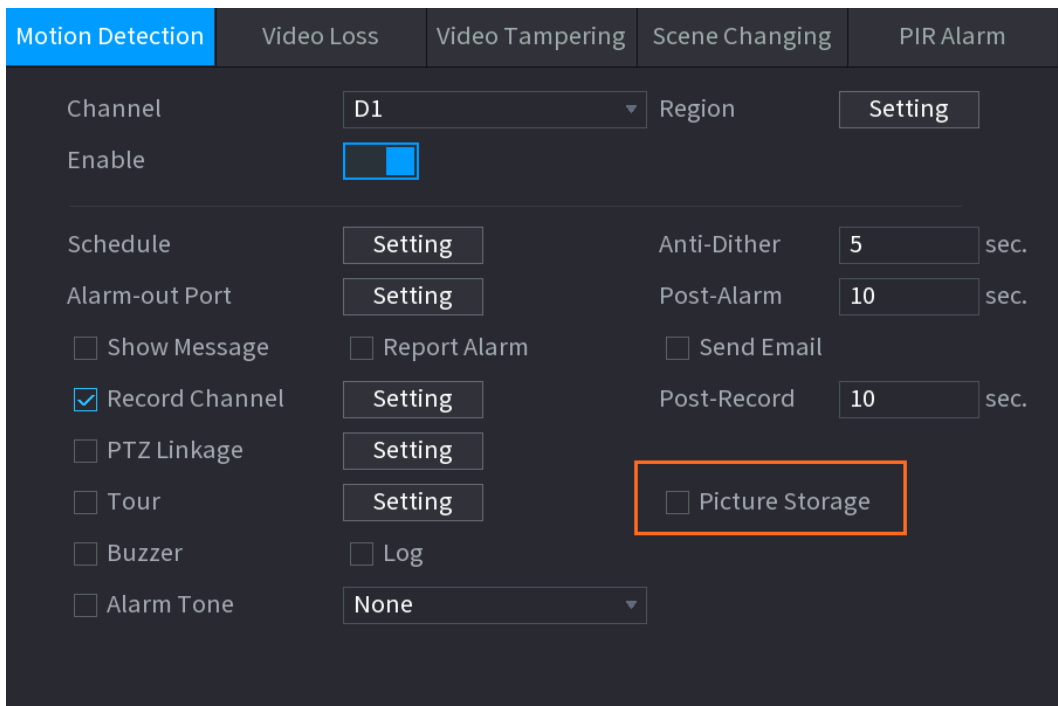 Motion Detection Video Loss Video Tampering Scene Changing PIR Alarm
Channel D1 Region Setting
Enable
Schedule Setting Anti-Dither 5 sec.
Alarm-out Port Setting Post-Alarm 10 sec.
Show Message Report Alarm Send Email
Record Channel Setting Post-Record 10 sec.
PTZ Linkage Setting
Tour Setting Picture Storage
Buzzer Log
Alarm Tone None